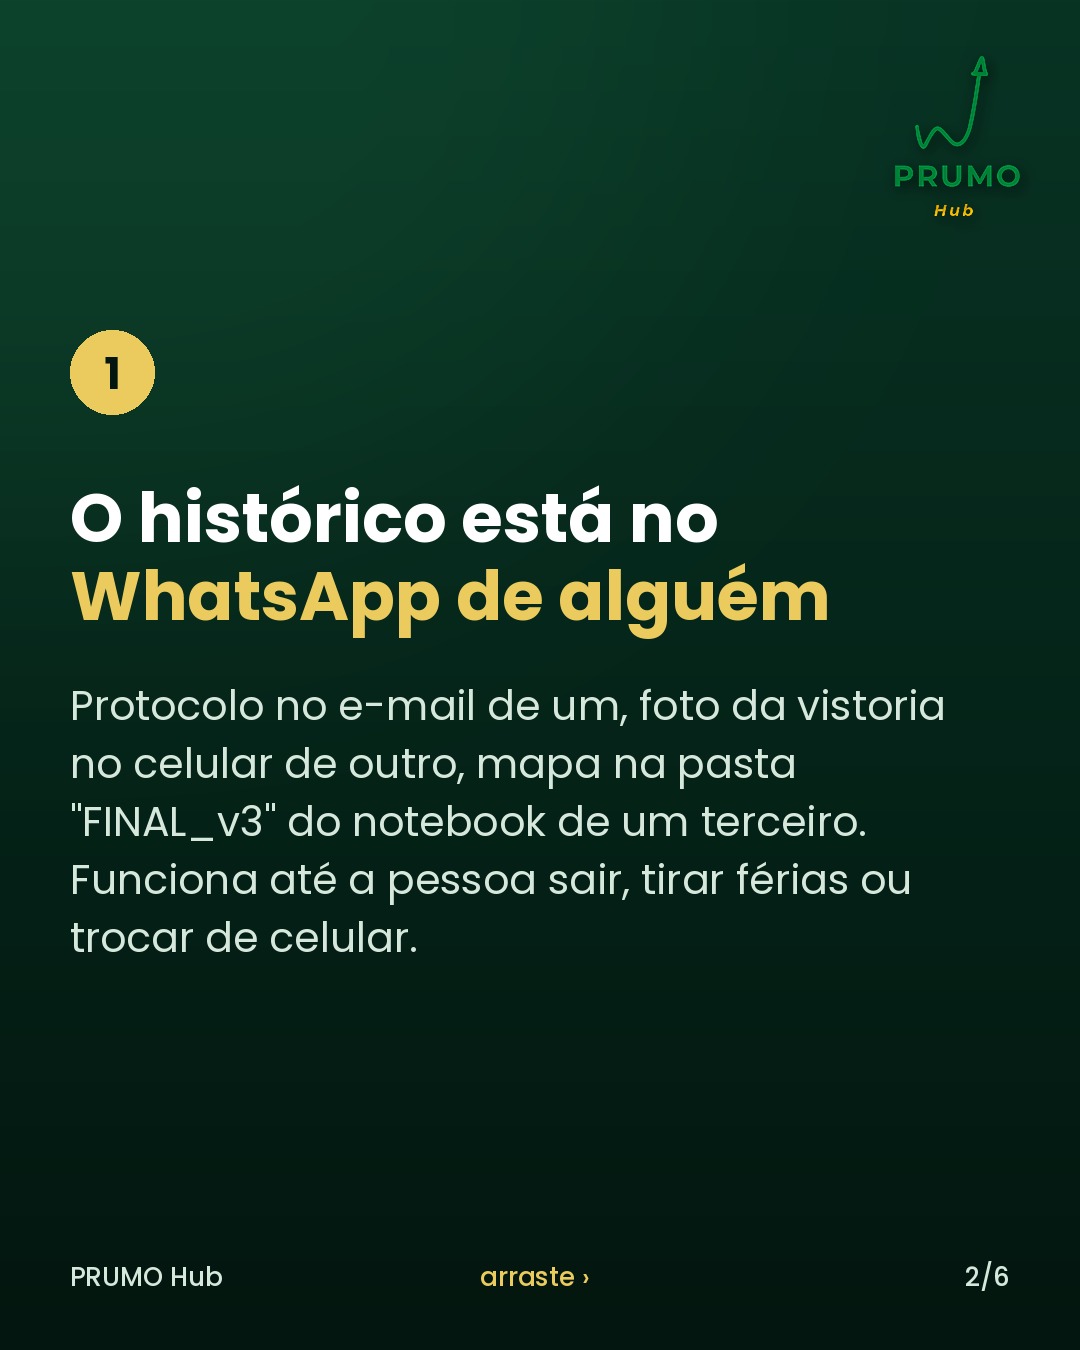 PRUMO
Hub
1
O histórico está no
WhatsApp de alguém
Protocolo no e-mail de um, foto da vistoria
no celular de outro, mapa na pasta
"FINAL_v3" do notebook de um terceiro.
Funciona até a pessoa sair, tirar férias ou
trocar de celular.
PRUMO Hub
arraste ›
2/6